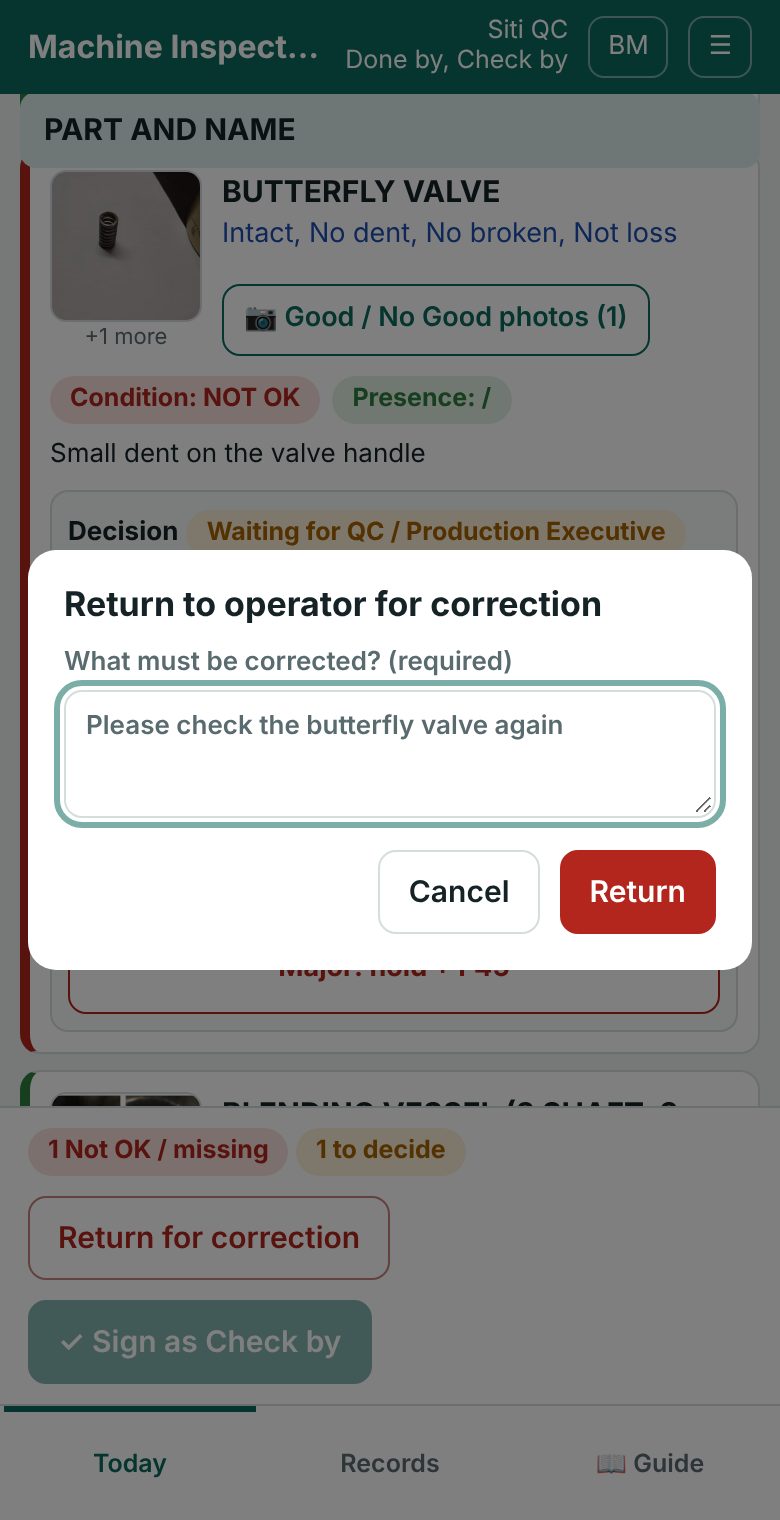 Machine Inspect...
Siti QC
Done by, Check by
BM
PART AND NAME
BUTTERFLY VALVE
Intact, No dent, No broken, Not loss
+1 more
Good / No Good photos (1)
Condition: NOT OK
Presence: /
Small dent on the valve handle
Decision
Waiting for QC / Production Executive
Return to operator for correction
What must be corrected? (required)
Please check the butterfly valve again
Cancel
Return
1 Not OK / missing
1 to decide
Return for correction
✓ Sign as Check by
Today
Records
Guide